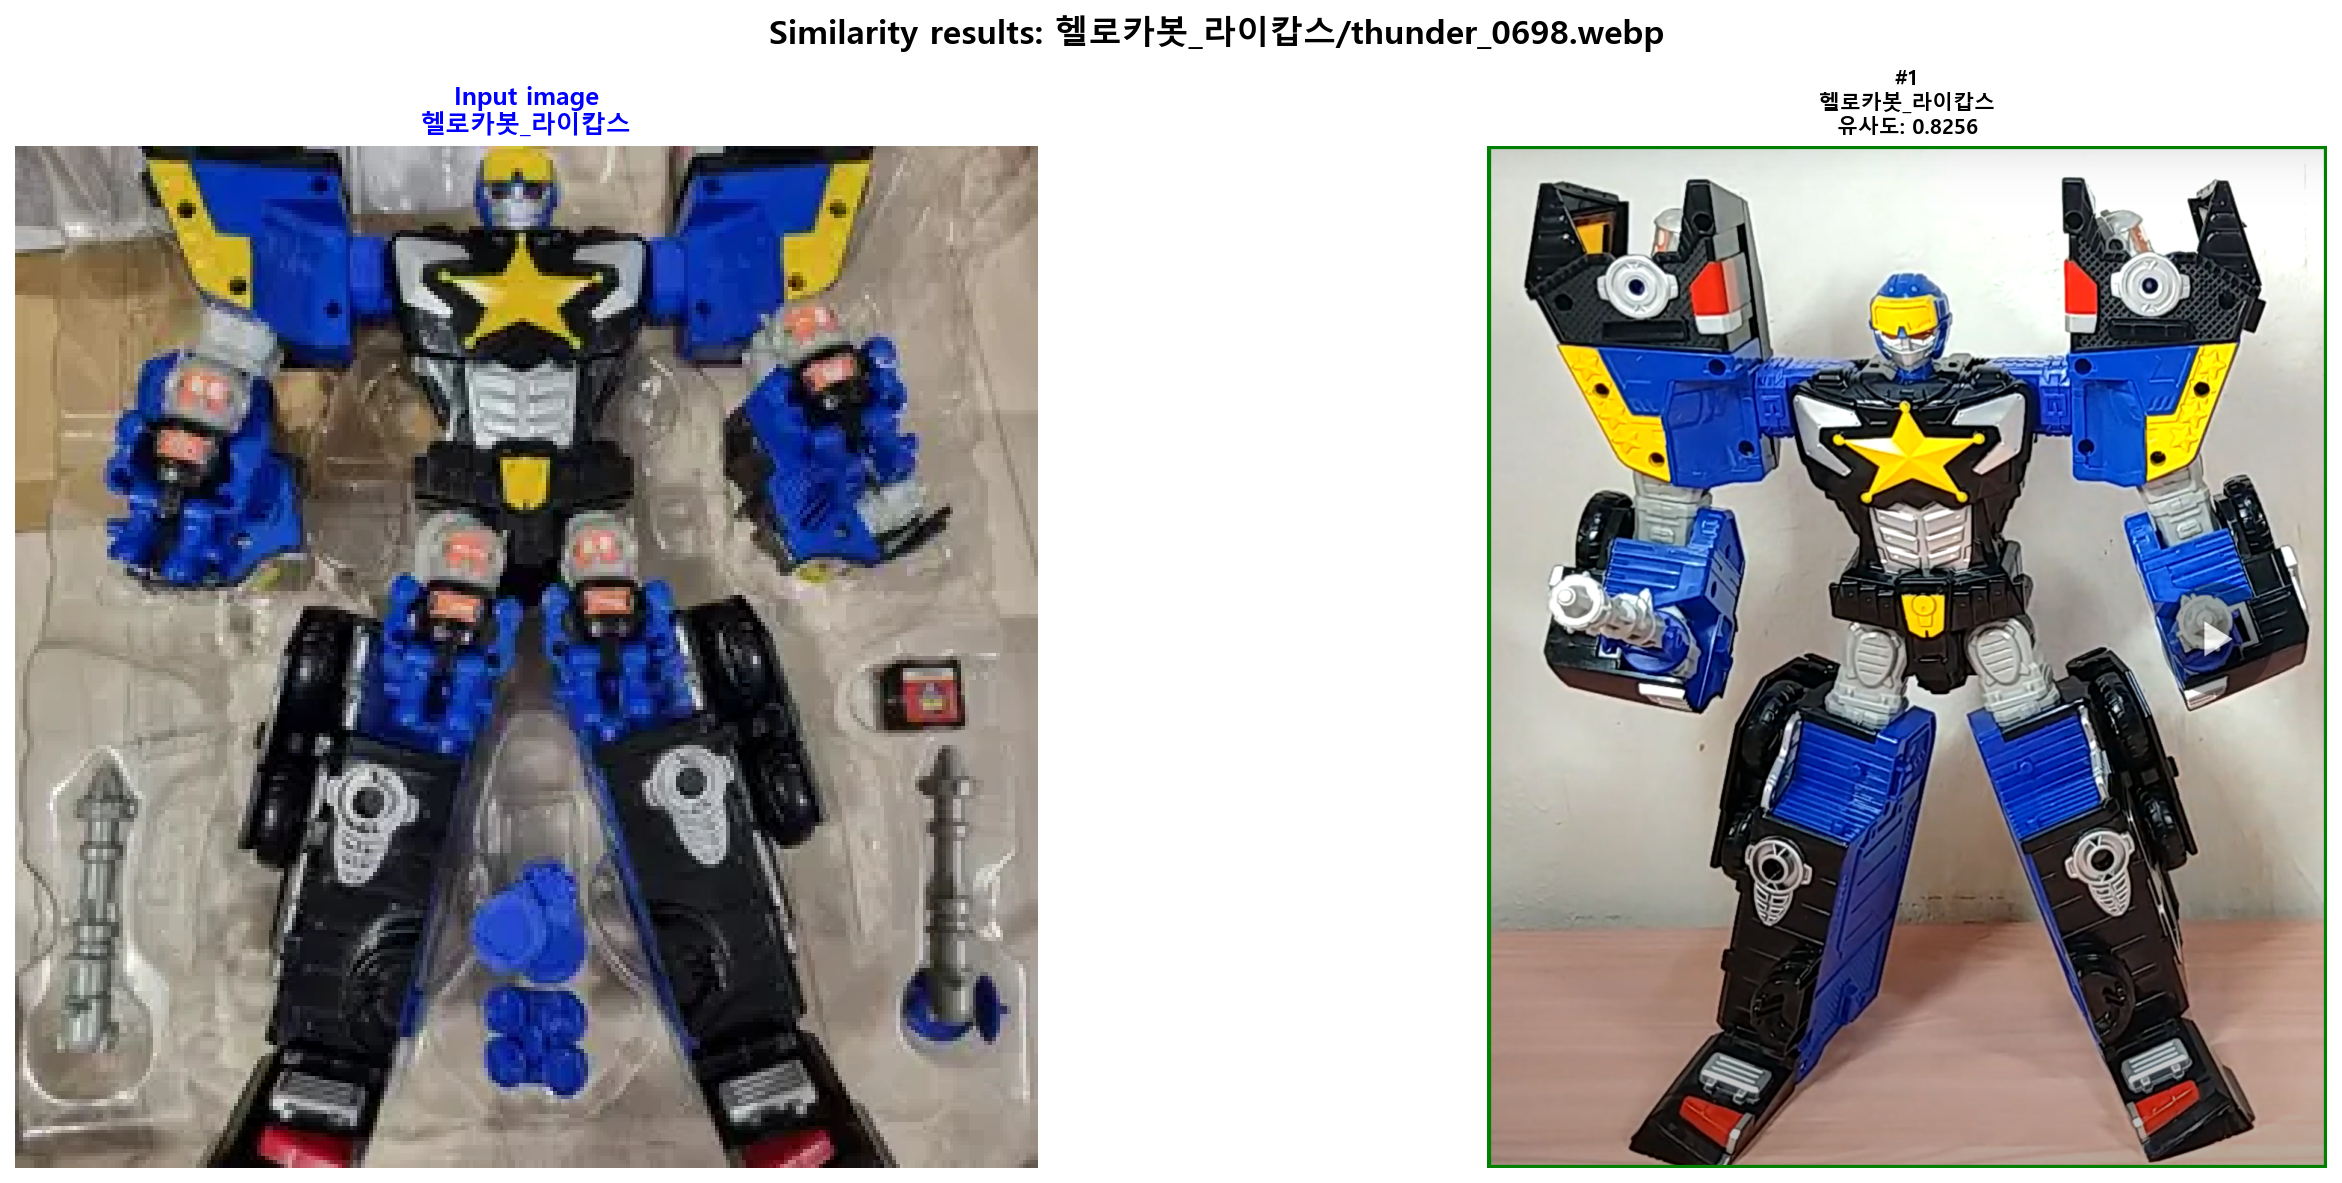 Similarity results: 헬로카봇_라이캅스/thunder_0698.webp
Input image
헬로카봇_라이캅스
#1
헬로카봇_라이캅스
유사도: 0.8256